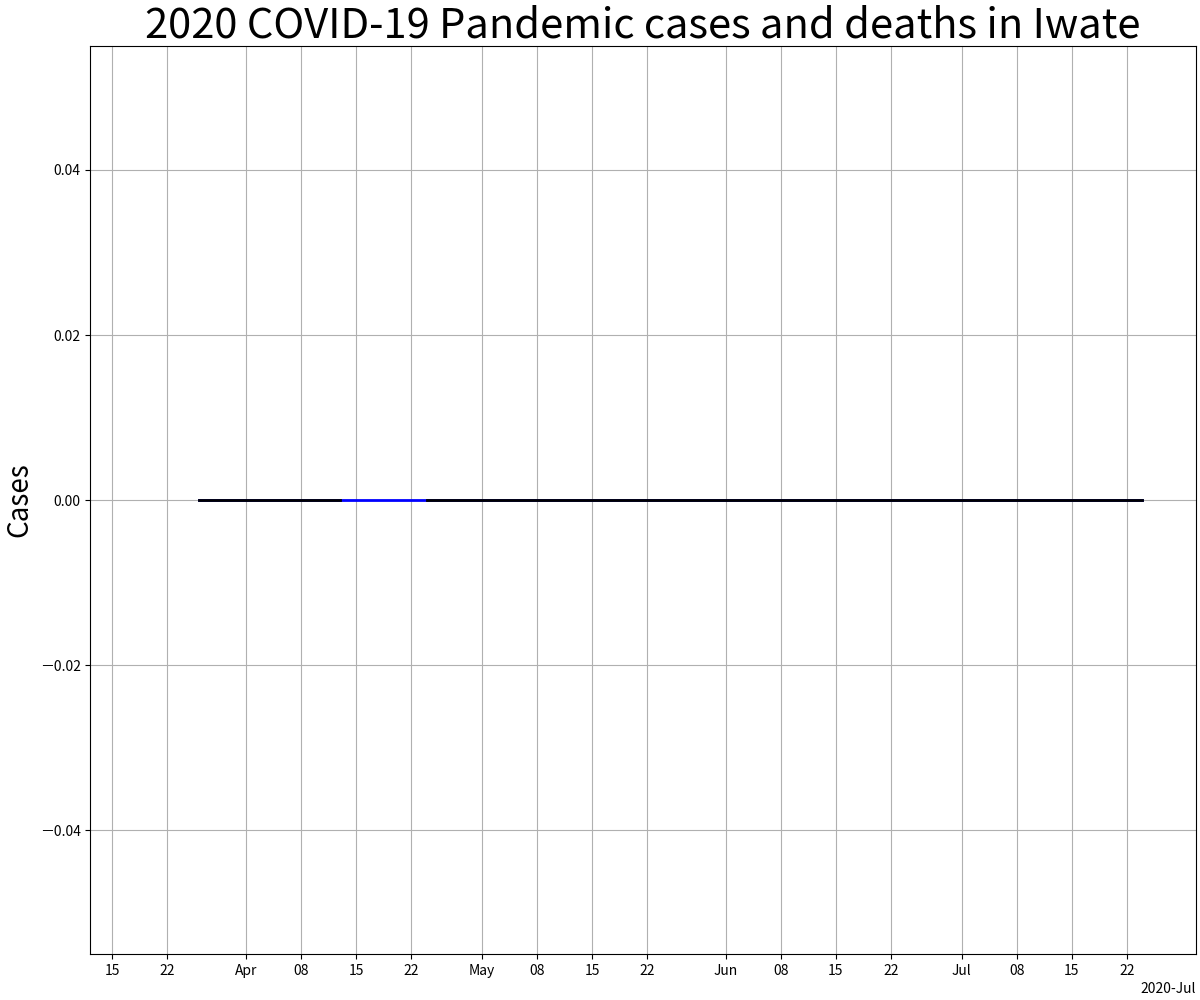 2020 COVID-19 Pandemic cases and deaths in Iwate
0.04
0.02
0.00
−0.02
−0.04
Cases
15 22 Apr 08 15 22 May 08 15 22 Jun 08 15 22 Jul 08 15 22
2020-Jul